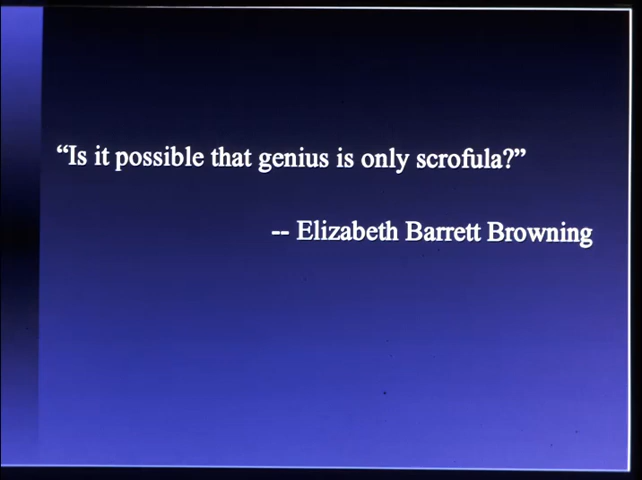 “Is it possible that genius is only scrofula?”
-- Elizabeth Barrett Browning